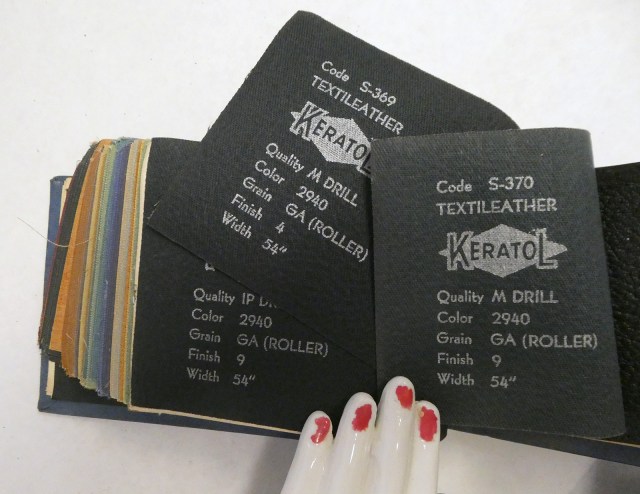 Code S-369
TEXTILEATHER
KERATOL
Quality M DRILL
Color 2940
Grain GA (ROLLER)
Finish 4
Width 54"
Code S-370
TEXTILEATHER
KERATOL
Quality M DRILL
Color 2940
Grain GA (ROLLER)
Finish 9
Width 54"
Quality IP
Color 2940
Grain GA (ROLLER)
Finish 9
Width 54"